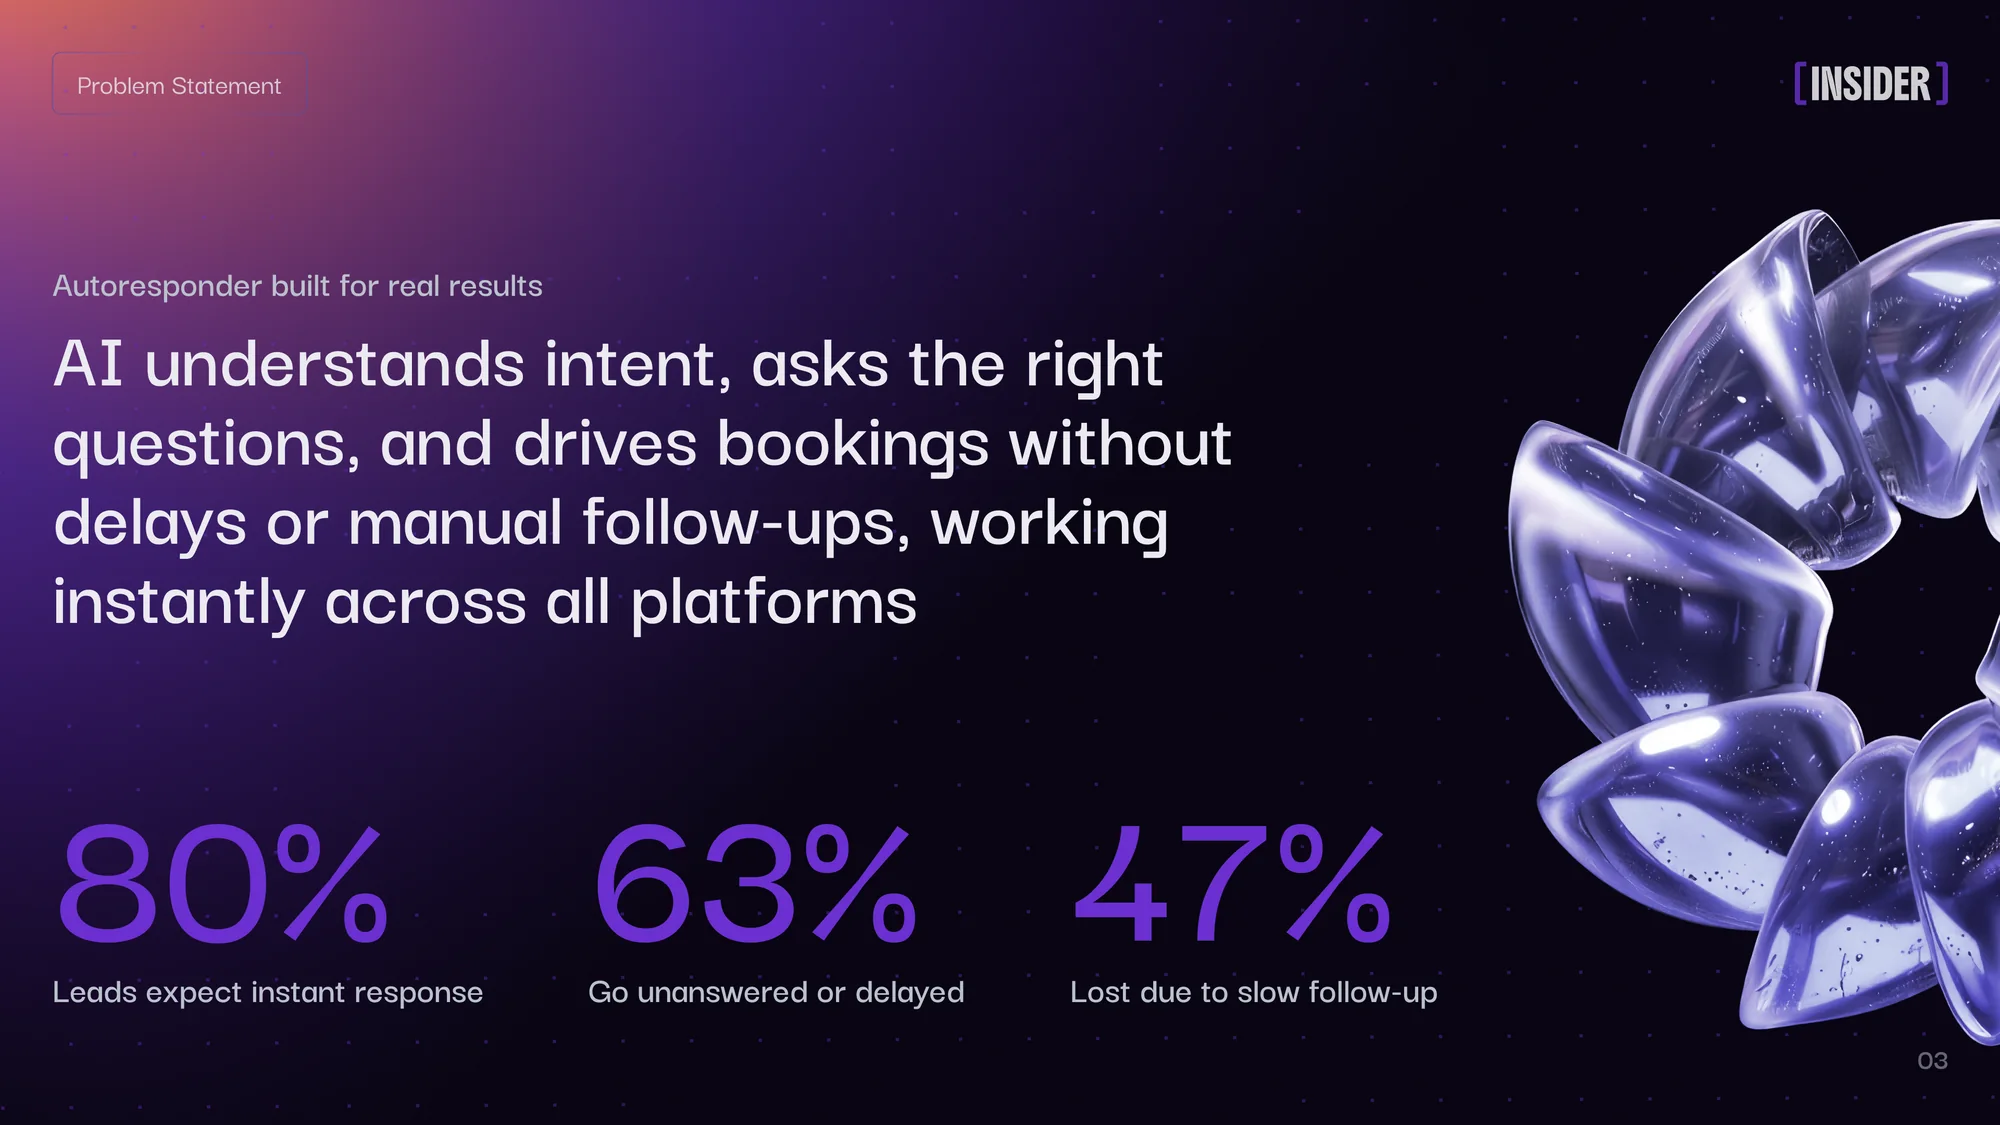 Problem Statement
[INSIDER]
Autoresponder built for real results
AI understands intent, asks the right
questions, and drives bookings without
delays or manual follow-ups, working
instantly across all platforms
80%
Leads expect instant response
63%
Go unanswered or delayed
47%
Lost due to slow follow-up
03